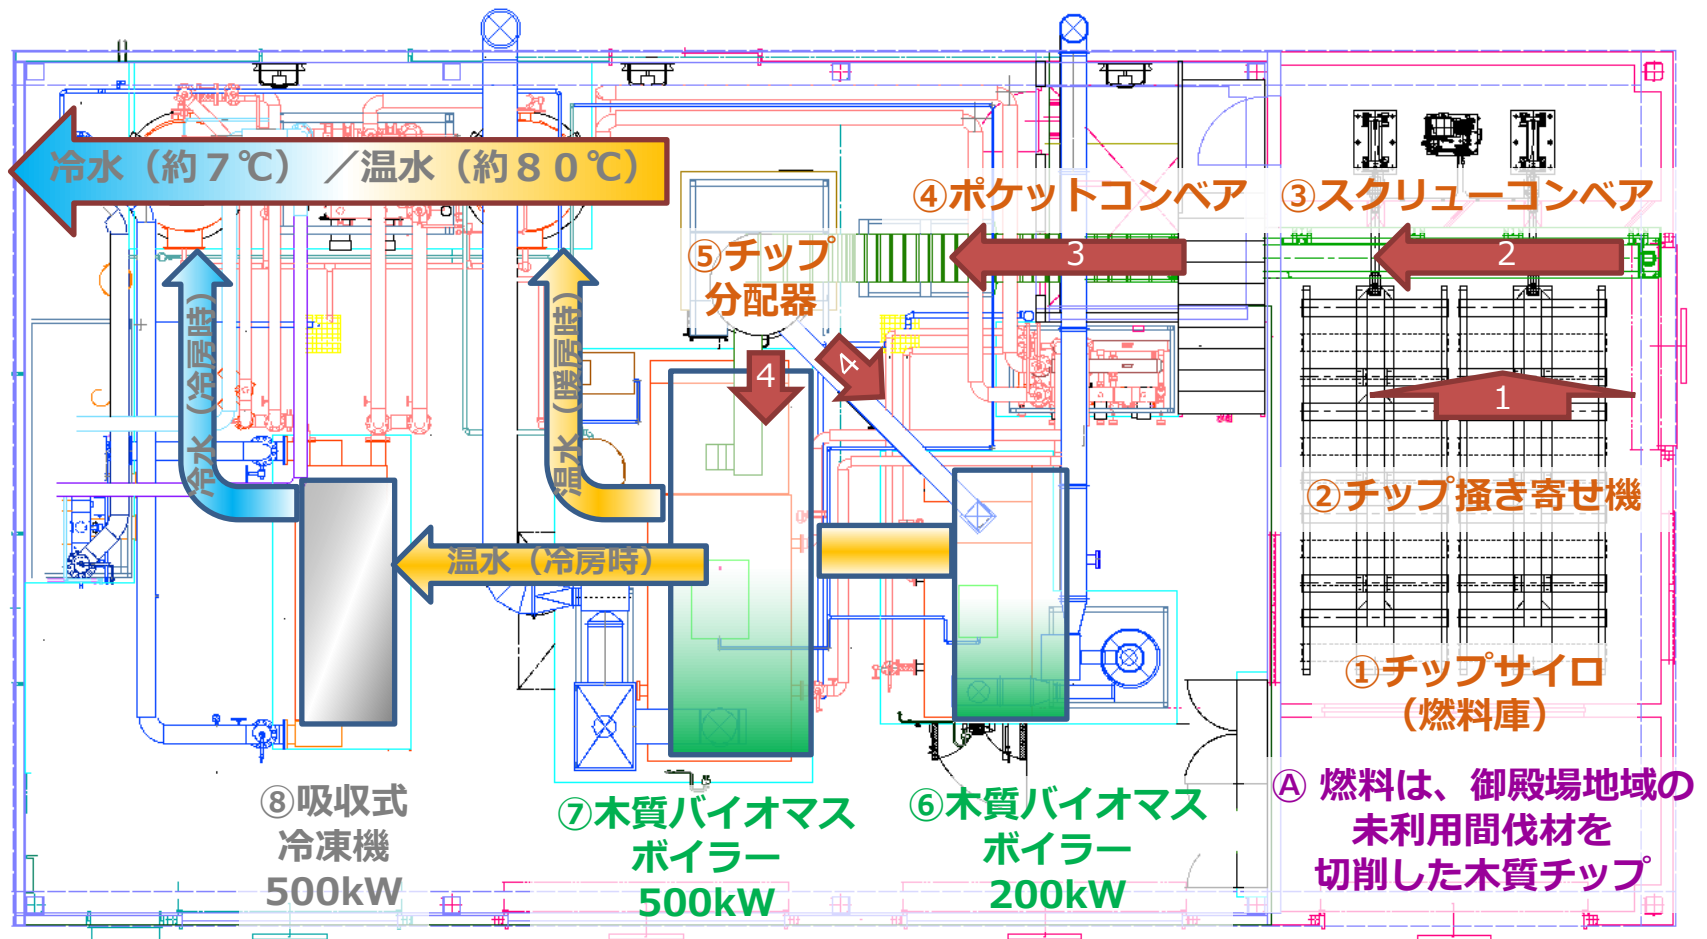 冷水（約７℃）／温水（約８０℃）
④ポケットコンベア
③スクリューコンベア
3
2
⑤チップ
分配器
4
4
1
冷水（冷房時）
温水（暖房時）
②チップ掻き寄せ機
温水（冷房時）
①チップサイロ
（燃料庫）
⑧吸収式
冷凍機
500kW
⑦木質バイオマス
ボイラー
500kW
⑥木質バイオマス
ボイラー
200kW
Ⓐ 燃料は、御殿場地域の
未利用間伐材を
切削した木質チップ